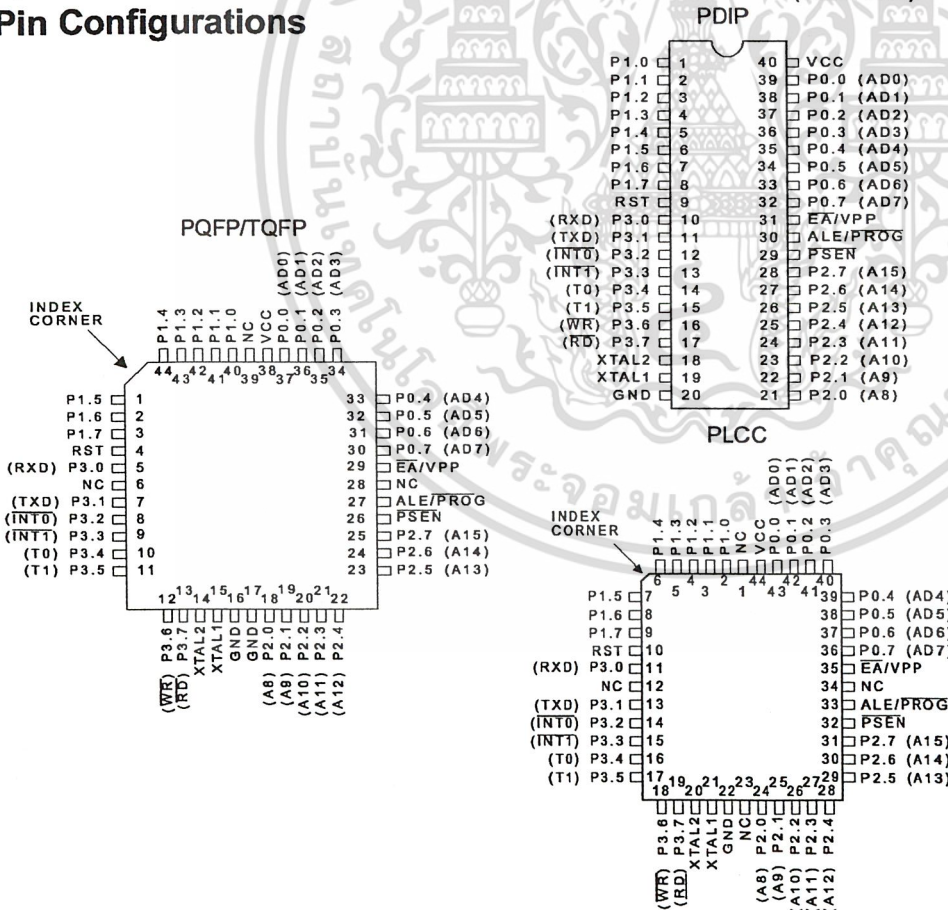 Pin Configurations
PDIP
P1.0 1 40 VCC
P1.1 2 39 P0.0 (AD0)
P1.2 3 38 P0.1 (AD1)
P1.3 4 37 P0.2 (AD2)
P1.4 5 36 P0.3 (AD3)
P1.5 6 35 P0.4 (AD4)
P1.6 7 34 P0.5 (AD5)
P1.7 8 33 P0.6 (AD6)
RST 9 32 P0.7 (AD7)
(RXD) P3.0 10 31 EA/VPP
(TXD) P3.1 11 30 ALE/PROG
(INT0) P3.2 12 29 PSEN
(INT1) P3.3 13 28 P2.7 (A15)
(T0) P3.4 14 27 P2.6 (A14)
(T1) P3.5 15 26 P2.5 (A13)
(WR) P3.6 16 25 P2.4 (A12)
(RD) P3.7 17 24 P2.3 (A11)
XTAL2 18 23 P2.2 (A10)
XTAL1 19 22 P2.1 (A9)
GND 20 21 P2.0 (A8)
PQFP/TQFP
INDEX
CORNER
P1.4 P1.3 P1.2 P1.1 P1.0 NC VCC P0.0 (AD0) P0.1 (AD1) P0.2 (AD2) P0.3 (AD3)
44 43 42 41 40 39 38 37 36 35 34
P1.5 1 33 P0.4 (AD4)
P1.6 2 32 P0.5 (AD5)
P1.7 3 31 P0.6 (AD6)
RST 4 30 P0.7 (AD7)
(RXD) P3.0 5 29 EA/VPP
NC 6 28 NC
(TXD) P3.1 7 27 ALE/PROG
(INT0) P3.2 8 26 PSEN
(INT1) P3.3 9 25 P2.7 (A15)
(T0) P3.4 10 24 P2.6 (A14)
(T1) P3.5 11 23 P2.5 (A13)
12 13 14 15 16 17 18 19 20 21 22
(WR) P3.6 (RD) P3.7 XTAL2 XTAL1 GND GND (A8) P2.0 (A9) P2.1 (A10) P2.2 (A11) P2.3 (A12) P2.4
PLCC
INDEX
CORNER
P1.4 P1.3 P1.2 P1.1 P1.0 NC VCC P0.0 (AD0) P0.1 (AD1) P0.2 (AD2) P0.3 (AD3)
6 5 4 3 2 1 44 43 42 41 40
P1.5 7 39 P0.4 (AD4)
P1.6 8 38 P0.5 (AD5)
P1.7 9 37 P0.6 (AD6)
RST 10 36 P0.7 (AD7)
(RXD) P3.0 11 35 EA/VPP
NC 12 34 NC
(TXD) P3.1 13 33 ALE/PROG
(INT0) P3.2 14 32 PSEN
(INT1) P3.3 15 31 P2.7 (A15)
(T0) P3.4 16 30 P2.6 (A14)
(T1) P3.5 17 29 P2.5 (A13)
18 19 20 21 22 23 24 25 26 27 28
(WR) P3.6 (RD) P3.7 XTAL2 XTAL1 GND NC (A8) P2.0 (A9) P2.1 (A10) P2.2 (A11) P2.3 (A12) P2.4